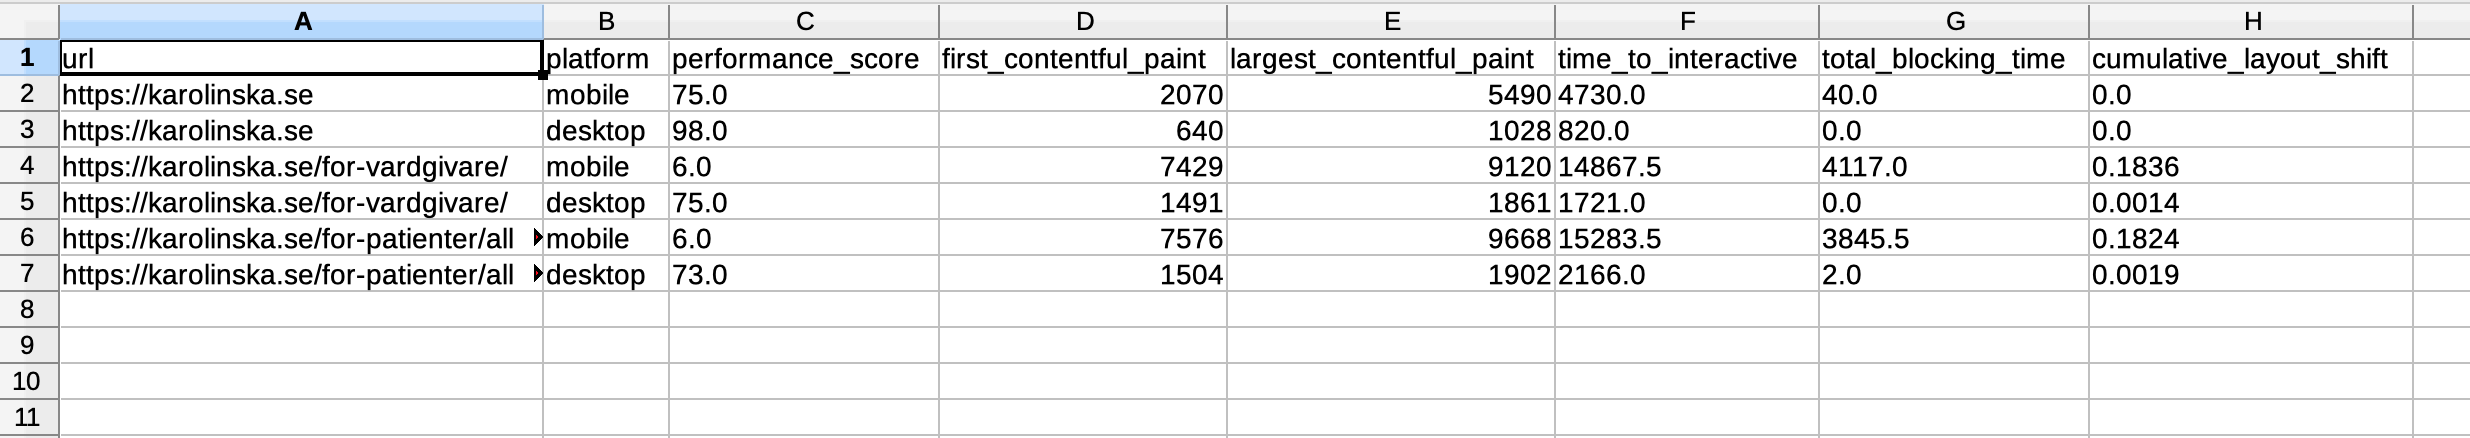 A B C D E F G H
1 url platform performance_score first_contentful_paint largest_contentful_paint time_to_interactive total_blocking_time cumulative_layout_shift
2 https://karolinska.se mobile 75.0 2070 5490 4730.0 40.0 0.0
3 https://karolinska.se desktop 98.0 640 1028 820.0 0.0 0.0
4 https://karolinska.se/for-vardgivare/ mobile 6.0 7429 9120 14867.5 4117.0 0.1836
5 https://karolinska.se/for-vardgivare/ desktop 75.0 1491 1861 1721.0 0.0 0.0014
6 https://karolinska.se/for-patienter/all mobile 6.0 7576 9668 15283.5 3845.5 0.1824
7 https://karolinska.se/for-patienter/all desktop 73.0 1504 1902 2166.0 2.0 0.0019
8
9
10
11